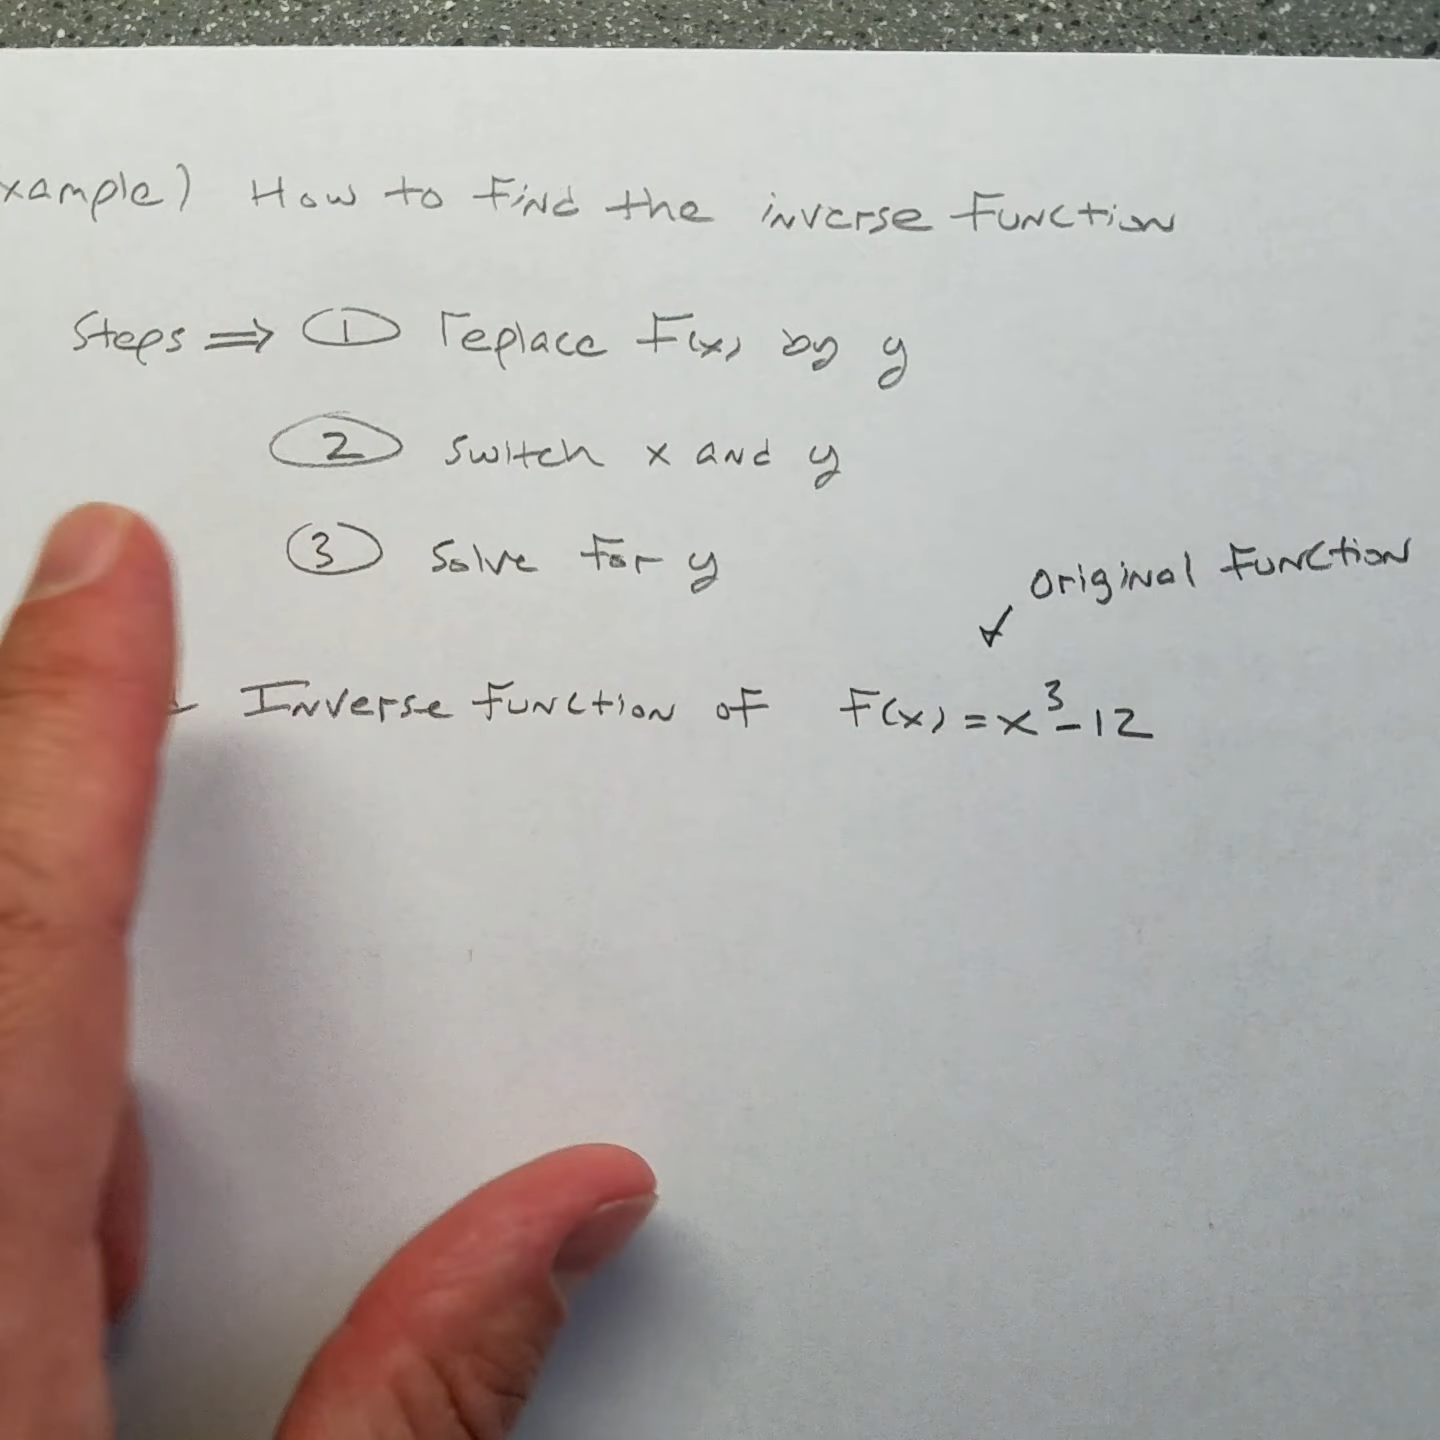 xample) How to find the inverse function
Steps ⇒ ① replace F(x) by y
② switch x and y
③ solve for y
original function
Inverse function of F(x) = x³-12